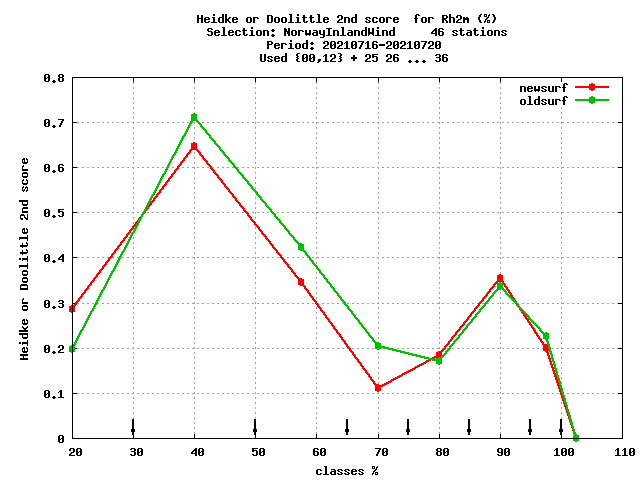 Heidke or Doolittle 2nd score  for Rh2m (%)
Selection: NorwayInlandWind     46 stations
Period: 20210716-20210720
Used {00,12} + 25 26 ... 36
newsurf
oldsurf
Heidke or Doolittle 2nd score
0.8
0.7
0.6
0.5
0.4
0.3
0.2
0.1
0
20 30 40 50 60 70 80 90 100 110
classes %